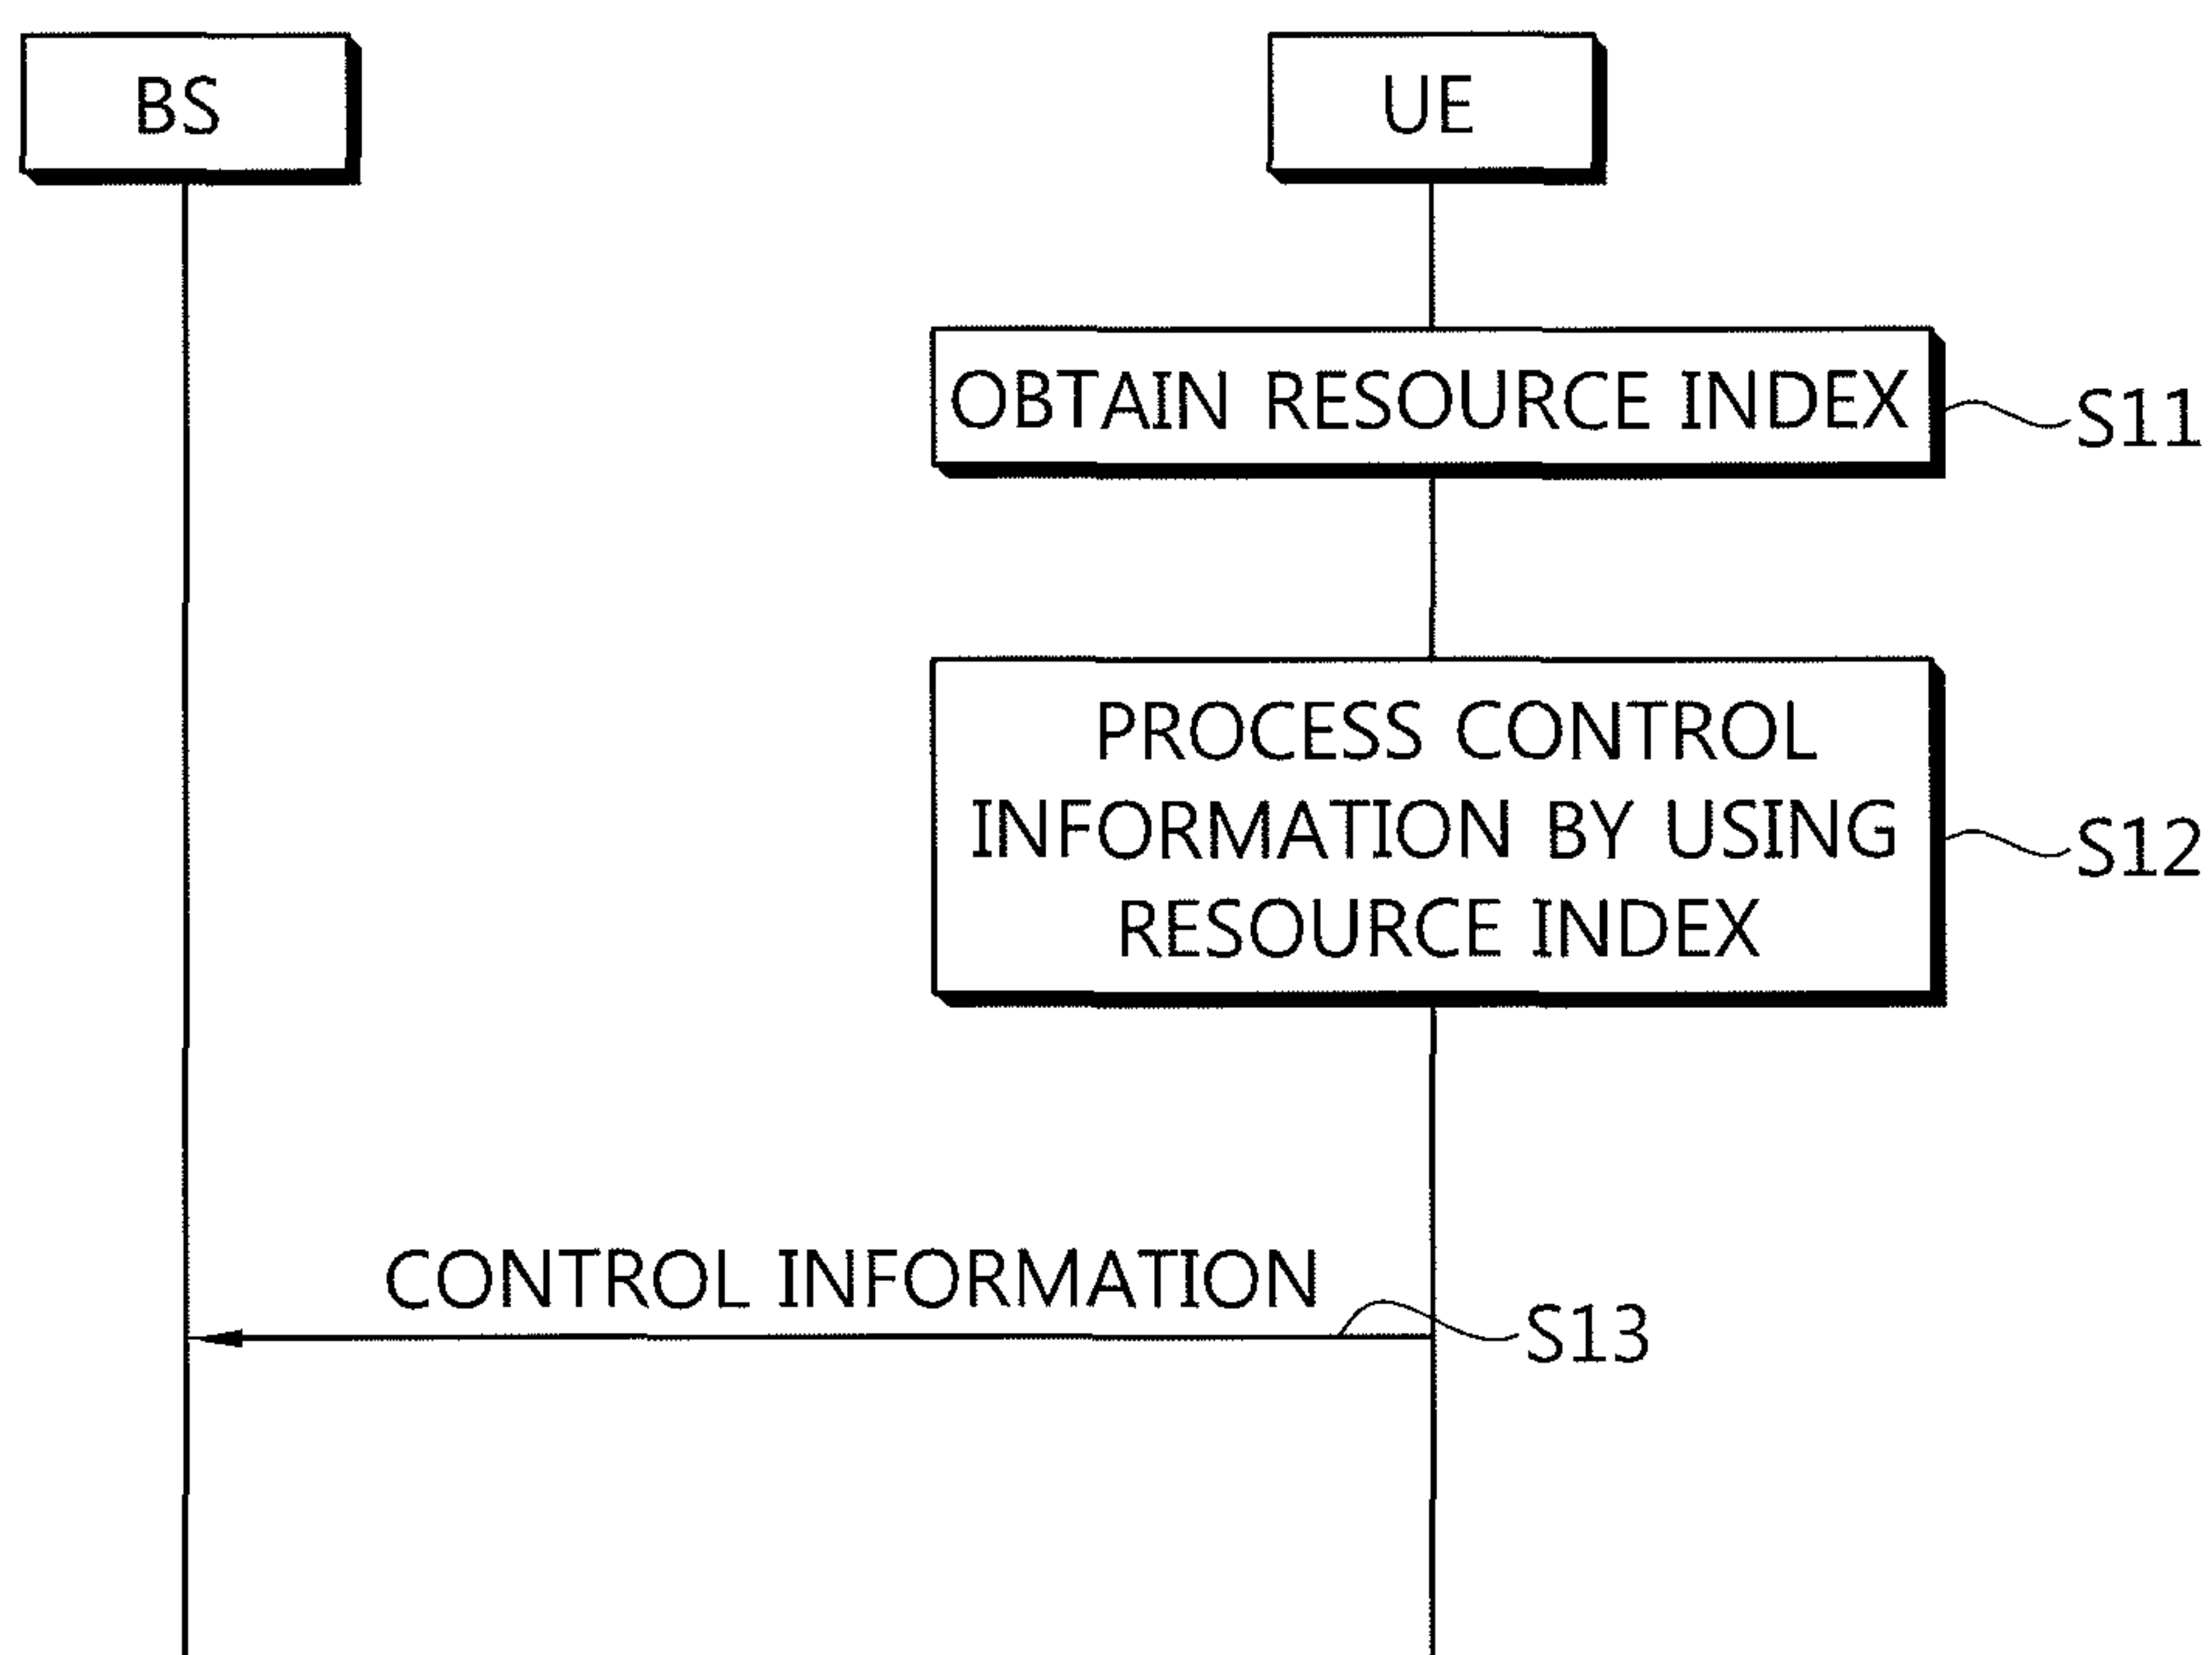 BS
UE
OBTAIN RESOURCE INDEX
S11
PROCESS CONTROL
INFORMATION BY USING
RESOURCE INDEX
S12
CONTROL INFORMATION
S13